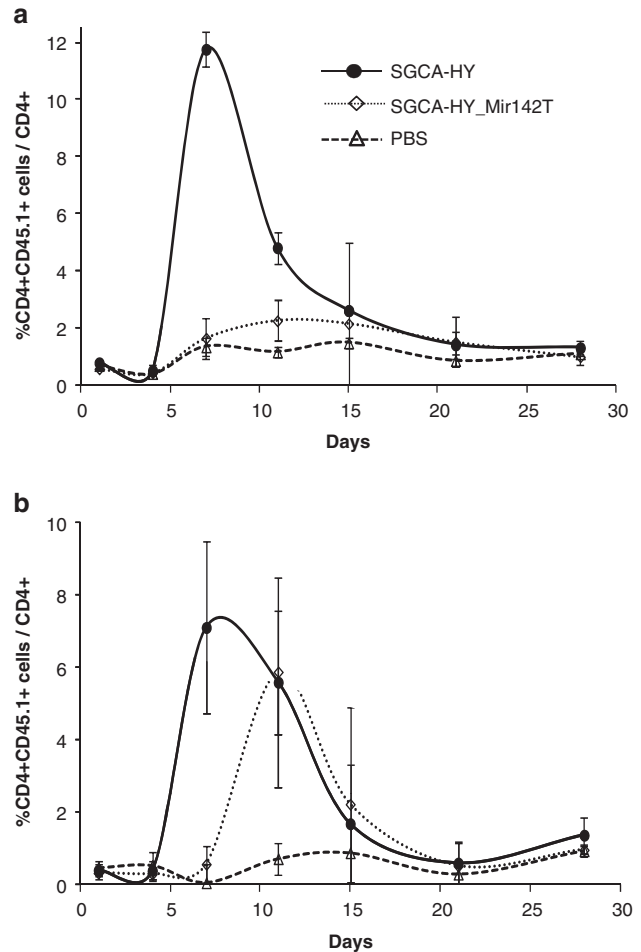 a
%CD4+CD45.1+ cells / CD4+
12
10
8
6
4
2
0
SGCA-HY
SGCA-HY_Mir142T
PBS
0 5 10 15 20 25 30
Days
b
%CD4+CD45.1+ cells / CD4+
10
8
6
4
2
0
0 5 10 15 20 25 30
Days